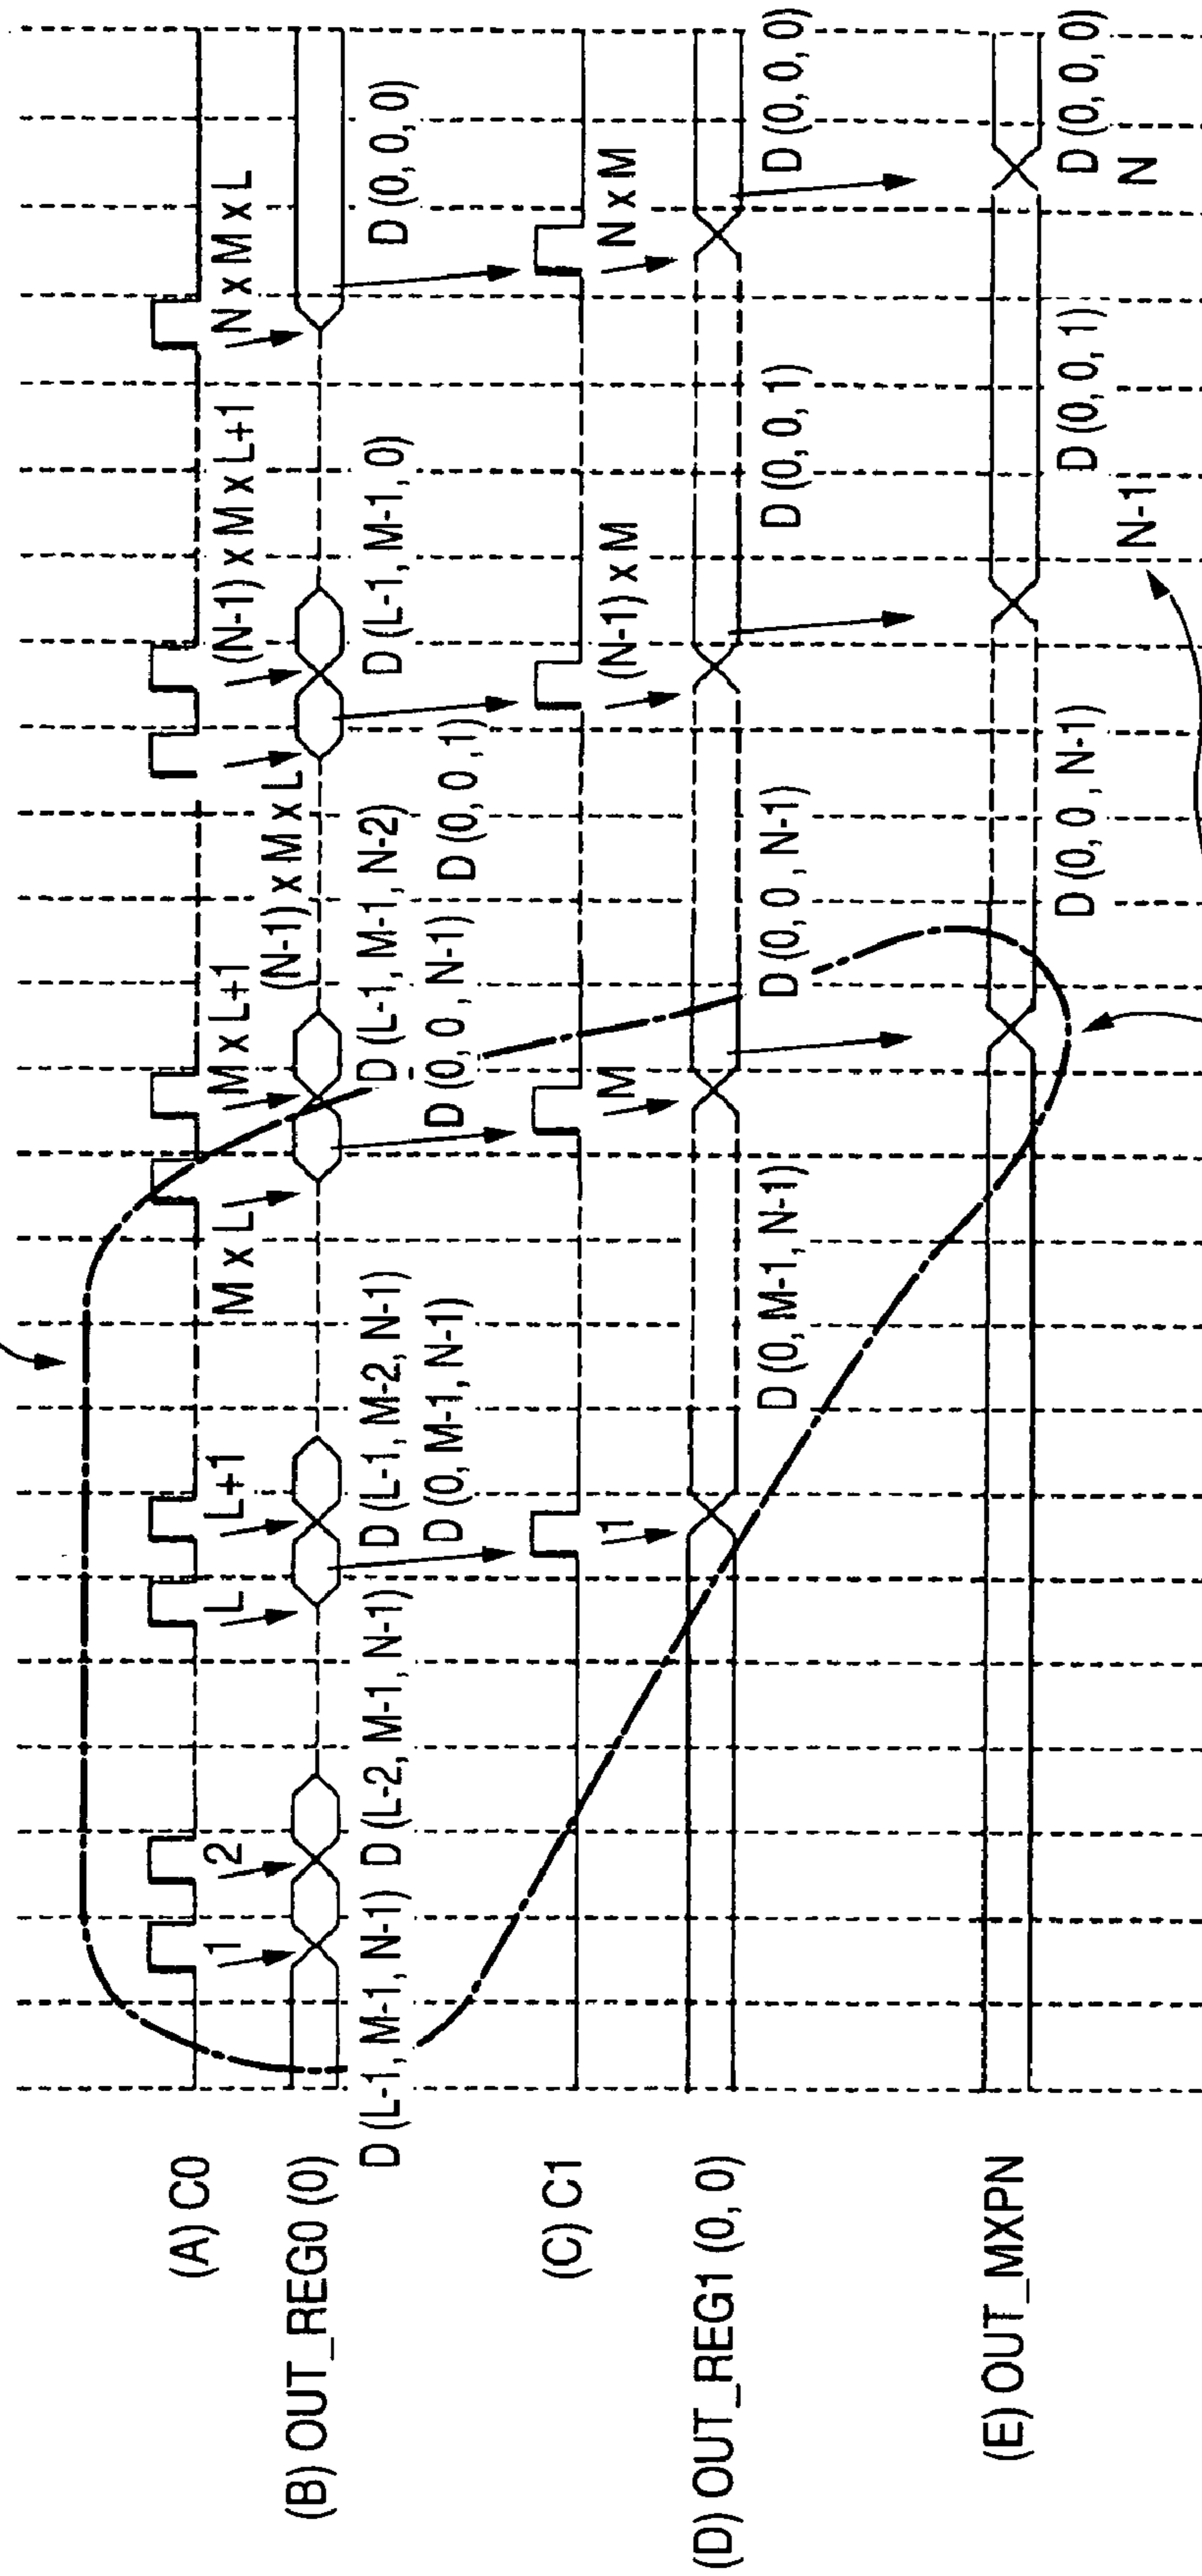 (A) C0
1
2
L
L+1
M x L
M x L+1
(N-1) x M x L
(N-1) x M x L+1
N x M x L
(B) OUT_REG0 (0)
D (L-1, M-1, N-1)
D (L-2, M-1, N-1)
D (L-1, M-2, N-1)
D (0, M-1, N-1)
D (L-1, M-1, N-2)
D (0, 0, N-1)
D (0, 0, 1)
D (L-1, M-1, 0)
D (0, 0, 0)
(C) C1
1
M
(N-1) x M
N x M
(D) OUT_REG1 (0, 0)
D (0, M-1, N-1)
D (0, 0, N-1)
D (0, 0, 1)
D (0, 0, 0)
(E) OUT_MXPN
D (0, 0, N-1)
D (0, 0, 1)
D (0, 0, 0)
N-1
N